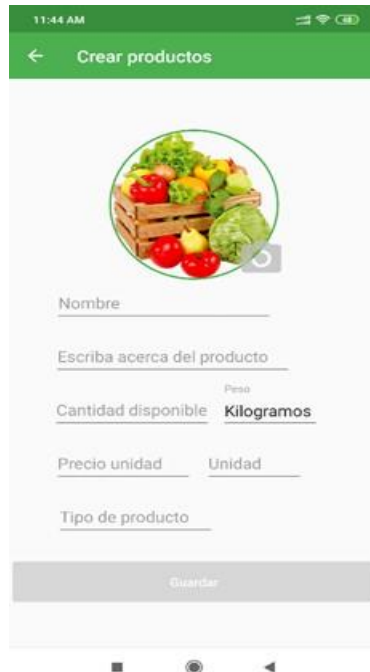 11:44 AM
Crear productos
Nombre
Escriba acerca del producto
Peso
Cantidad disponible Kilogramos
Precio unidad Unidad
Tipo de producto
Guardar